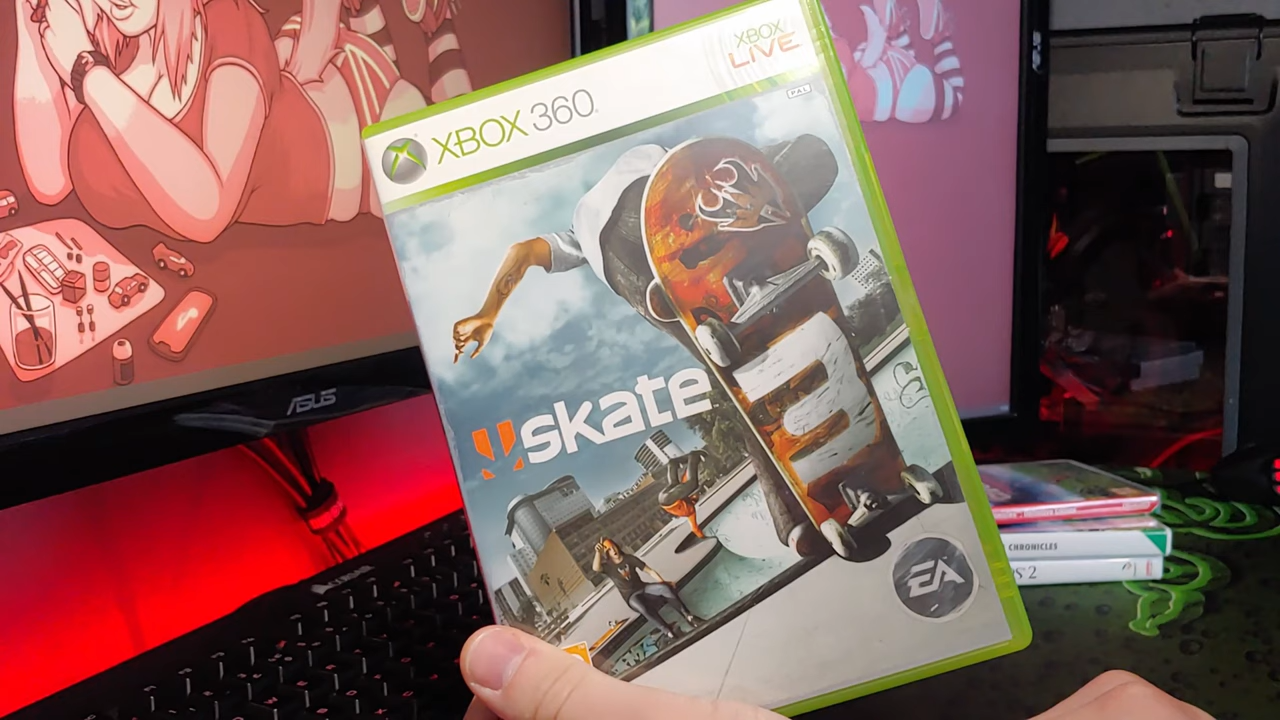 XBOX 360
XBOX
LIVE
PAL
skate
3
EA
ASUS
CHRONICLES
S 2